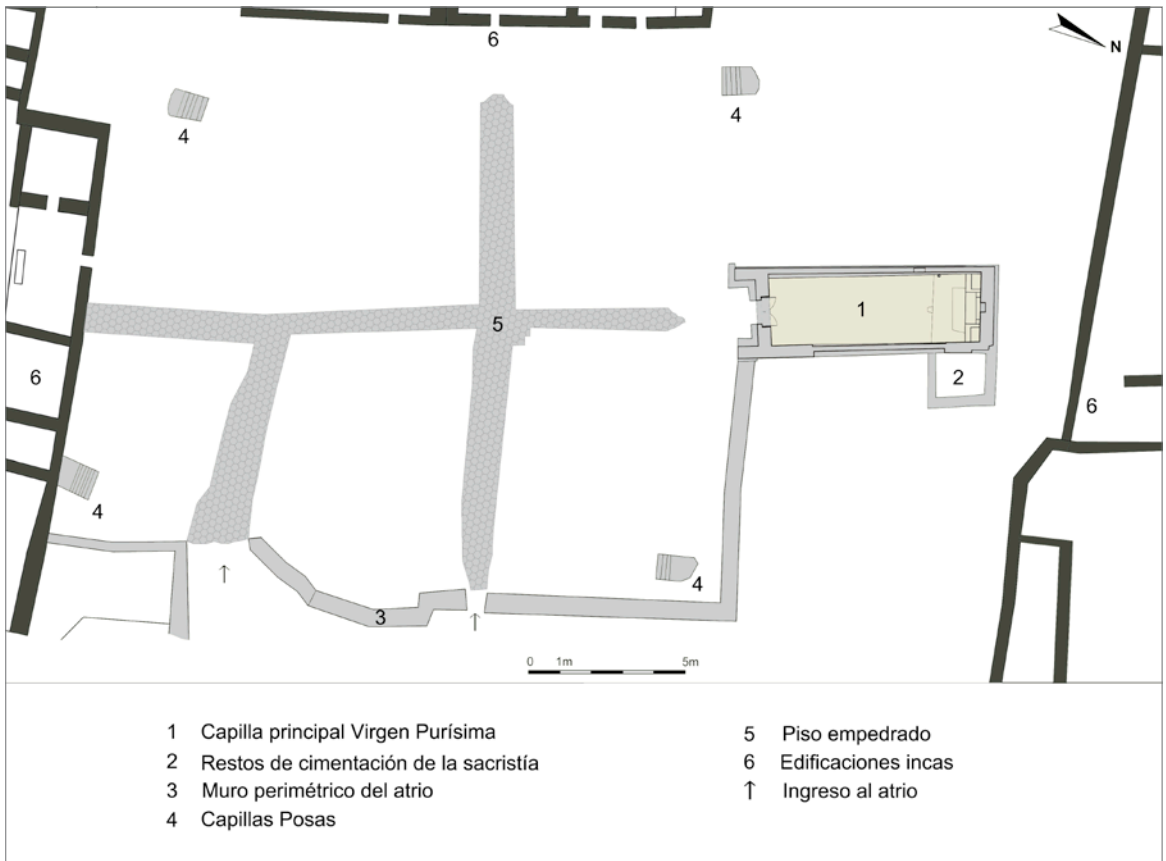 6
N
4
4
5
1
6
2
6
4
4
3
0 1m 5m
1 Capilla principal Virgen Purísima
2 Restos de cimentación de la sacristía
3 Muro perimétrico del atrio
4 Capillas Posas
5 Piso empedrado
6 Edificaciones incas
↑ Ingreso al atrio